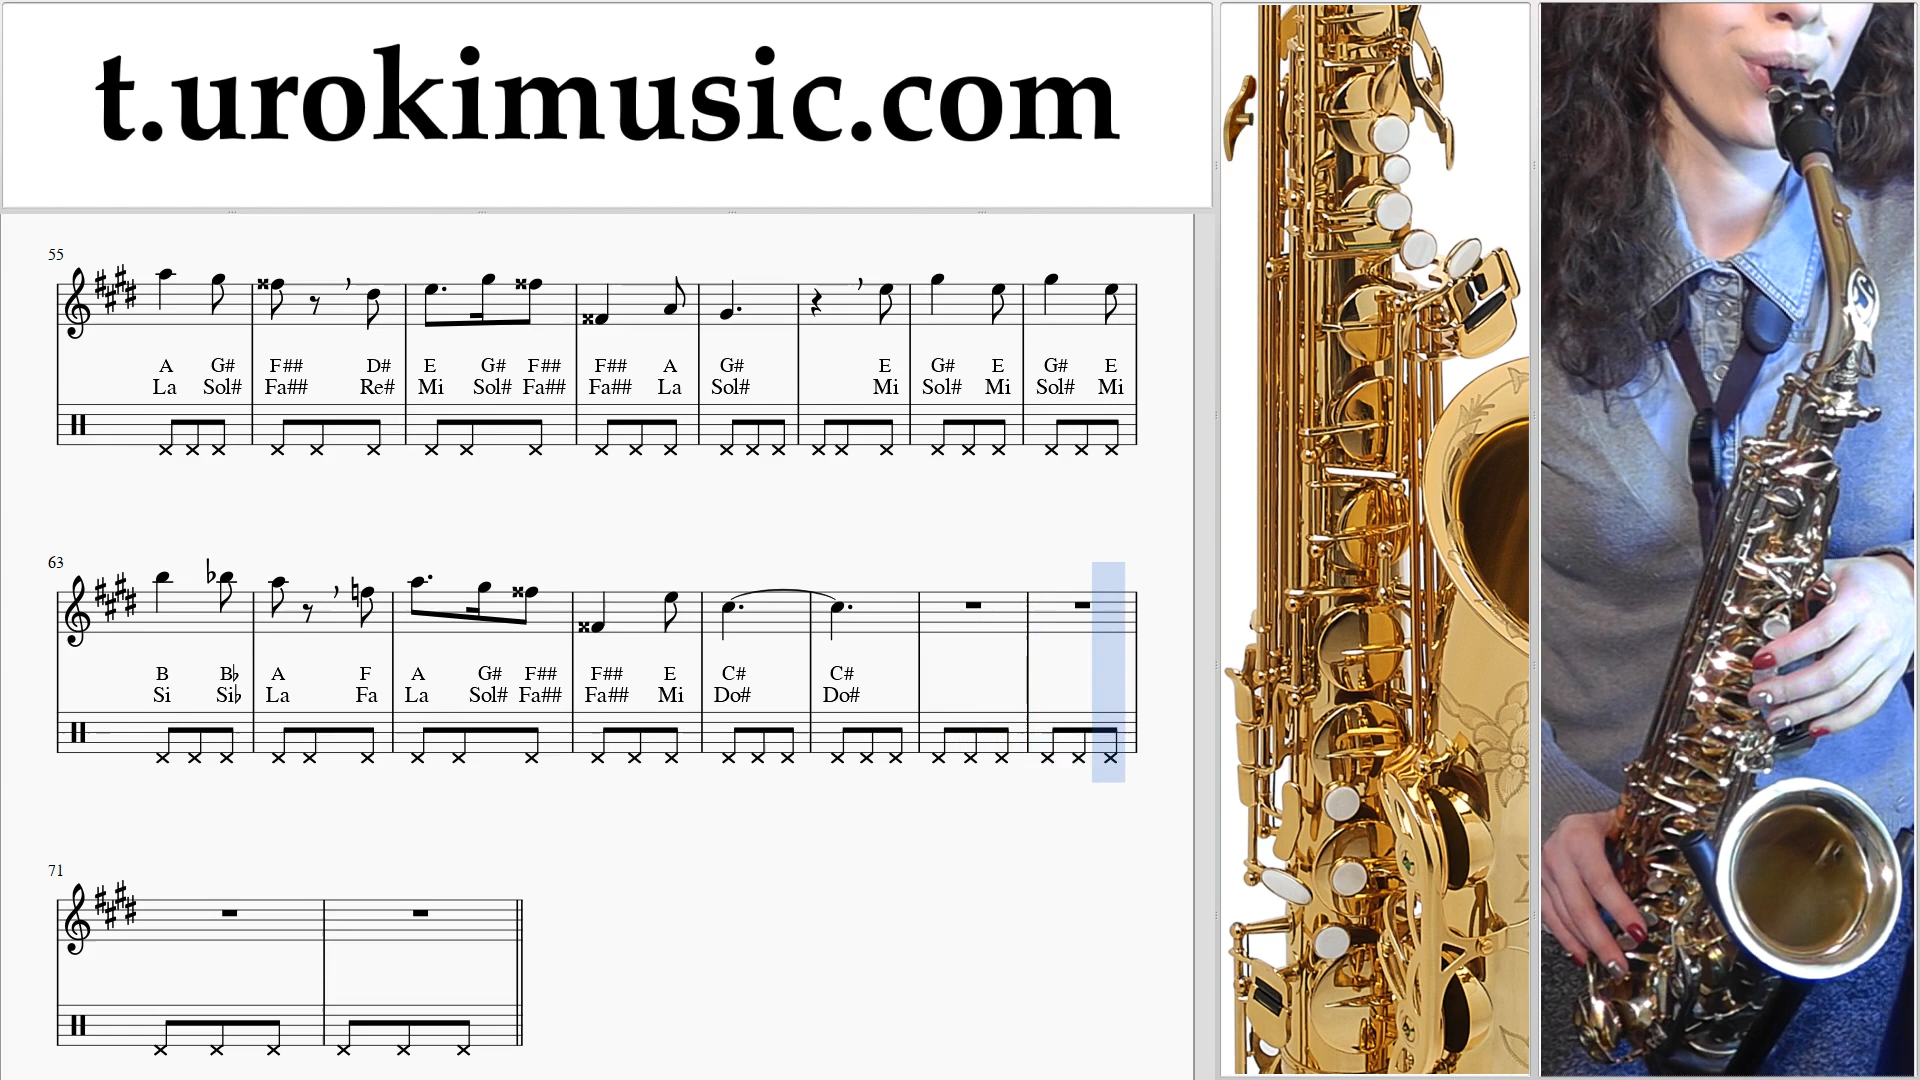 t.urokimusic.com
55
A G# F## D# E G# F## F## A G# E G# E G# E
La Sol# Fa## Re# Mi Sol# Fa## Fa## La Sol# Mi Sol# Mi Sol# Mi
63
B B♭ A F A G# F## F## E C# C#
Si Si♭ La Fa La Sol# Fa## Fa## Mi Do# Do#
71